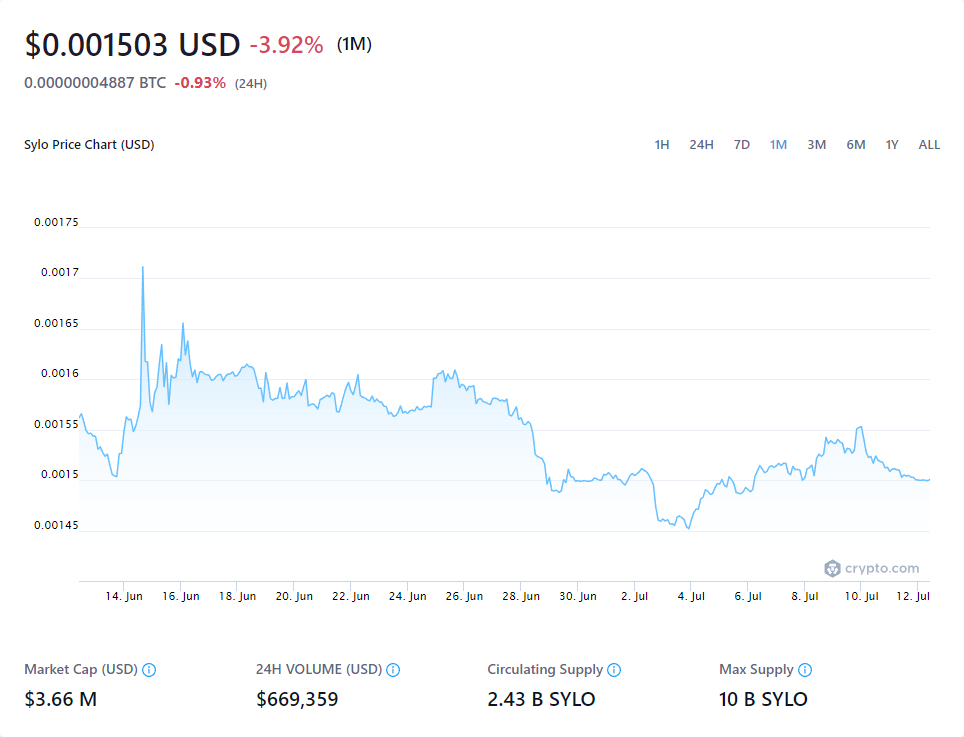 $0.001503 USD -3.92% (1M)
0.00000004887 BTC -0.93% (24H)
Sylo Price Chart (USD) 1H 24H 7D 1M 3M 6M 1Y ALL
0.00175
0.0017
0.00165
0.0016
0.00155
0.0015
0.00145
crypto.com
14. Jun 16. Jun 18. Jun 20. Jun 22. Jun 24. Jun 26. Jun 28. Jun 30. Jun 2. Jul 4. Jul 6. Jul 8. Jul 10. Jul 12. Jul
Market Cap (USD) 24H VOLUME (USD) Circulating Supply Max Supply
$3.66 M $669,359 2.43 B SYLO 10 B SYLO